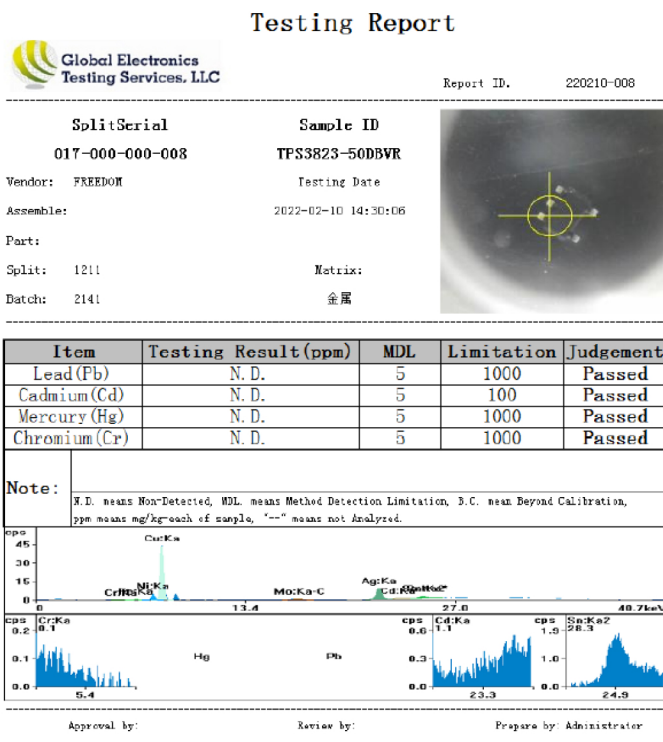 Testing Report
Global Electronics
Testing Services, LLC
Report ID. 220210-008
SplitSerial Sample ID
017-000-000-008 TPS3823-50DBVR
Vendor: FREEDOM Testing Date
Assemble: 2022-02-10 14:30:06
Part:
Split: 1211 Matrix:
Batch: 2141 金属
Item Testing Result(ppm) MDL Limitation Judgement
Lead(Pb) N.D. 5 1000 Passed
Cadmium(Cd) N.D. 5 100 Passed
Mercury(Hg) N.D. 5 1000 Passed
Chromium(Cr) N.D. 5 1000 Passed
Note:
N.D. means Non-Detected, MDL. means Method Detection Limitation, B.C. mean Beyond Calibration,
ppm means mg/kg-each of sample, "--" means not Analyzed.
cps
45
Cu:Ka
30
15
Ni:Ka
Mo:Ka-C
Ag:Ka
0
0 13.4 27.0 40.7keV
cps Cr:Ka cps Cd:Ka cps Sn:KaZ
0.2 0.1 0.6 1.1 1.9 28.3
0.1 Hg Pb 0.3 1.0
0.0 0.0 0.0
5.4 23.3 24.9
Approval by: Review by: Prepare by: Administrator